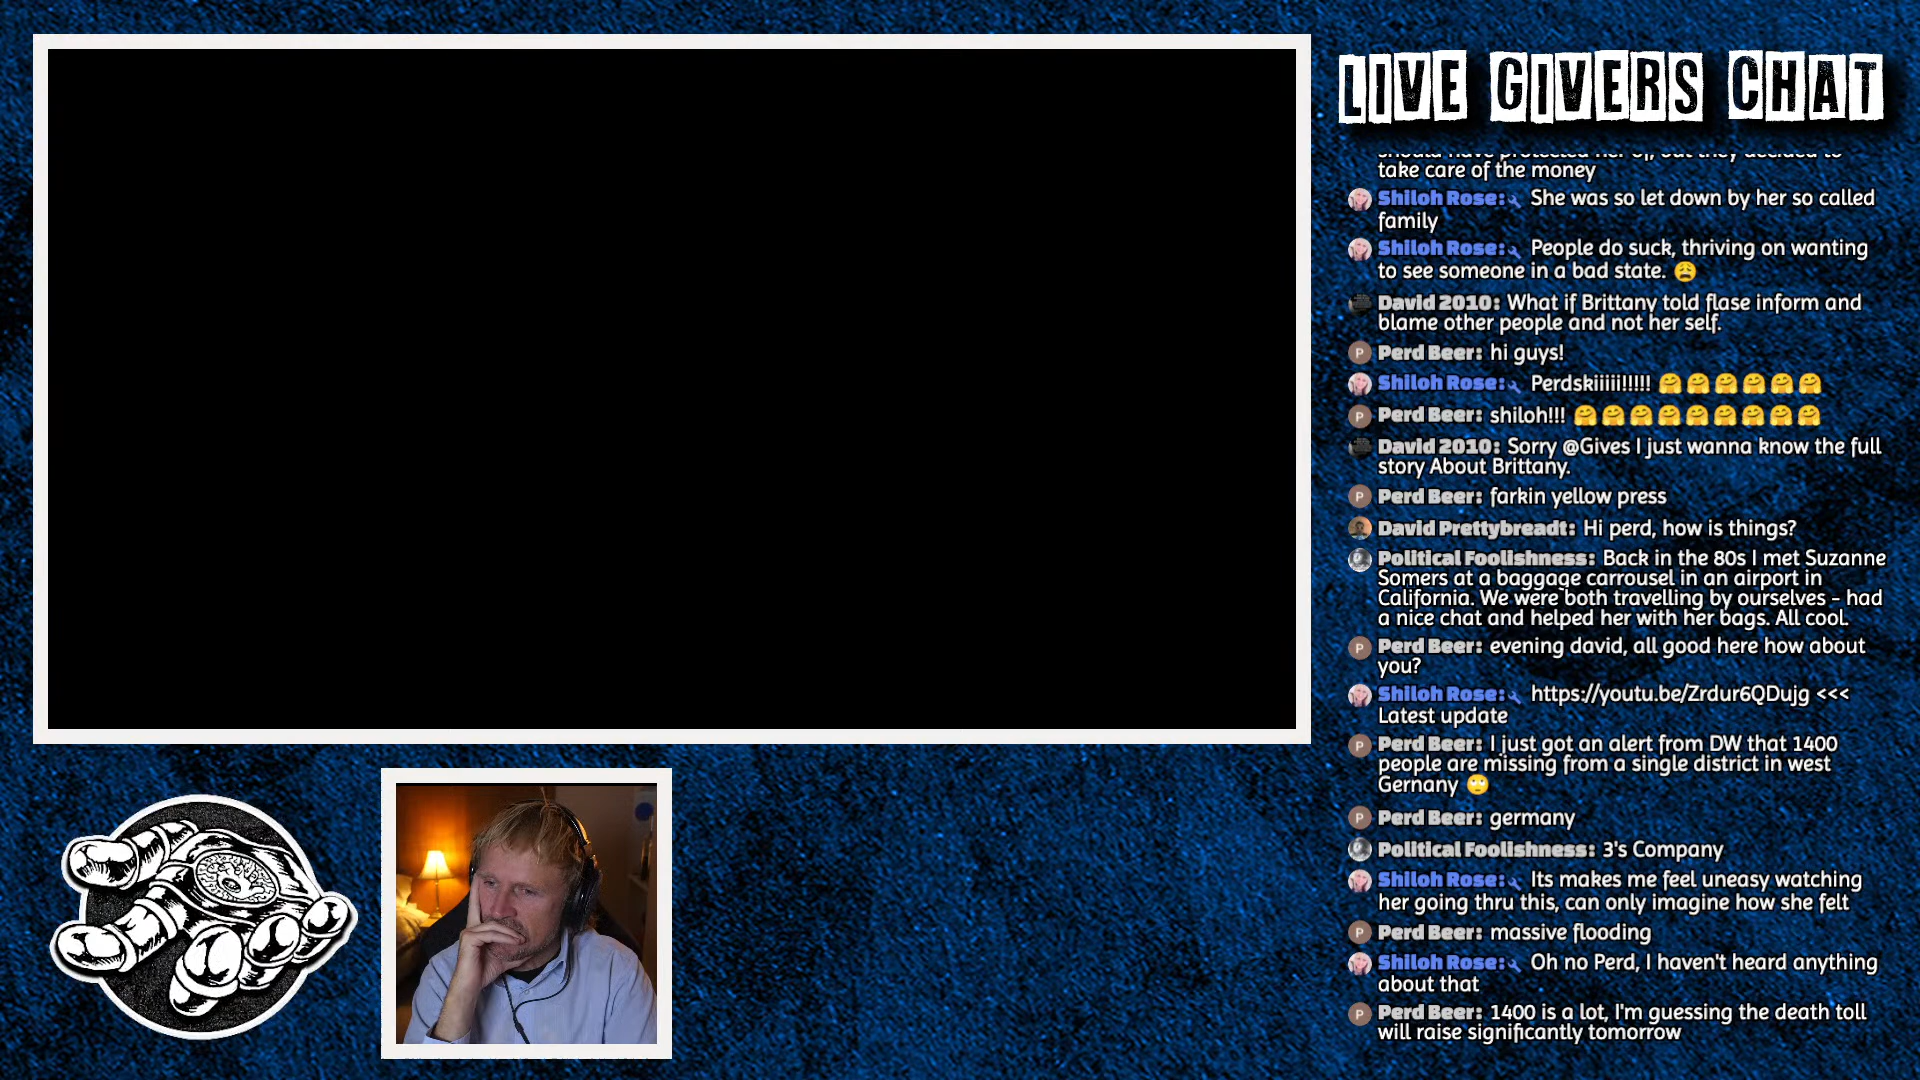 LIVE GIVERS CHAT
should have protected her of, but they decided to
take care of the money
Shiloh Rose: She was so let down by her so called
family
Shiloh Rose: People do suck, thriving on wanting
to see someone in a bad state. 😩
David 2010: What if Brittany told flase inform and
blame other people and not her self.
P Perd Beer: hi guys!
Shiloh Rose: Perdskiiiii!!!!! 🤗🤗🤗🤗🤗🤗
P Perd Beer: shiloh!!! 🤗🤗🤗🤗🤗🤗🤗🤗🤗
David 2010: Sorry @Gives I just wanna know the full
story About Brittany.
P Perd Beer: farkin yellow press
David Prettybreadt: Hi perd, how is things?
Political Foolishness: Back in the 80s I met Suzanne
Somers at a baggage carrousel in an airport in
California. We were both travelling by ourselves - had
a nice chat and helped her with her bags. All cool.
P Perd Beer: evening david, all good here how about
you?
Shiloh Rose: https://youtu.be/Zrdur6QDujg <<<
Latest update
P Perd Beer: I just got an alert from DW that 1400
people are missing from a single district in west
Gernany 🙄
P Perd Beer: germany
Political Foolishness: 3's Company
Shiloh Rose: Its makes me feel uneasy watching
her going thru this, can only imagine how she felt
P Perd Beer: massive flooding
Shiloh Rose: Oh no Perd, I haven't heard anything
about that
P Perd Beer: 1400 is a lot, I'm guessing the death toll
will raise significantly tomorrow